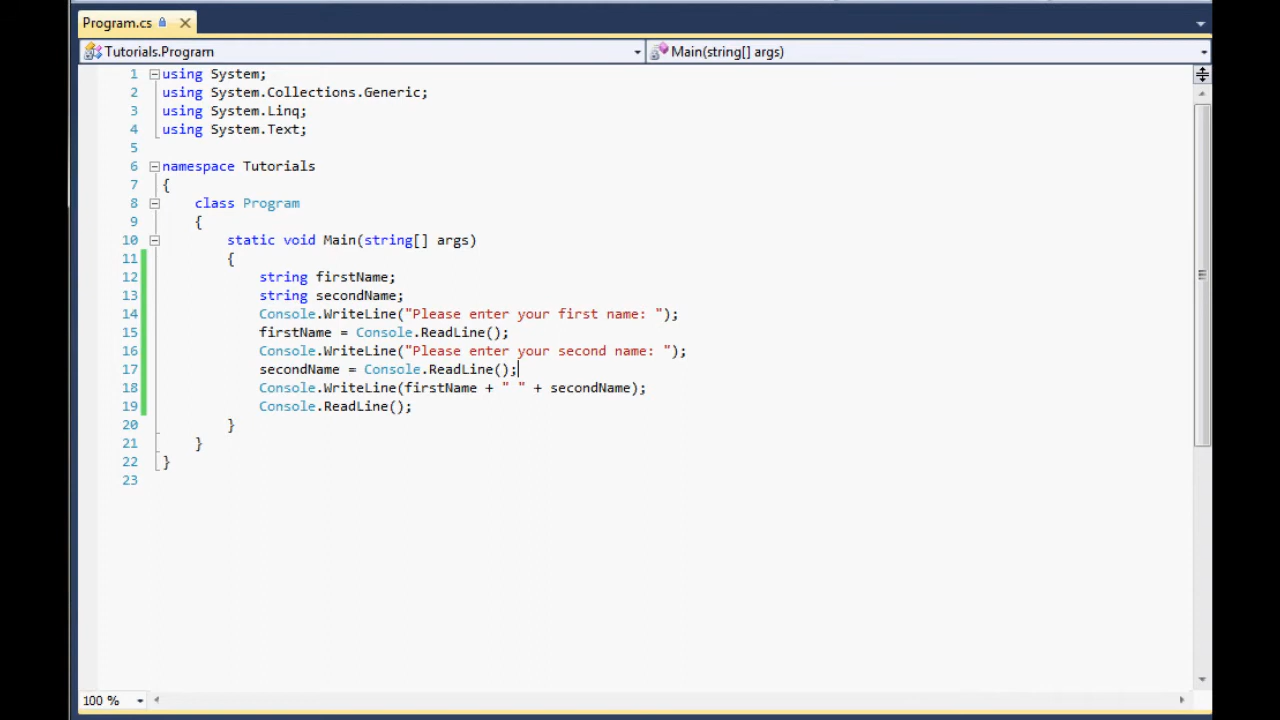 Program.cs
Tutorials.Program
Main(string[] args)
1 using System;
2 using System.Collections.Generic;
3 using System.Linq;
4 using System.Text;
5
6 namespace Tutorials
7 {
8 class Program
9 {
10 static void Main(string[] args)
11 {
12 string firstName;
13 string secondName;
14 Console.WriteLine("Please enter your first name: ");
15 firstName = Console.ReadLine();
16 Console.WriteLine("Please enter your second name: ");
17 secondName = Console.ReadLine();
18 Console.WriteLine(firstName + " " + secondName);
19 Console.ReadLine();
20 }
21 }
22 }
23
100 %